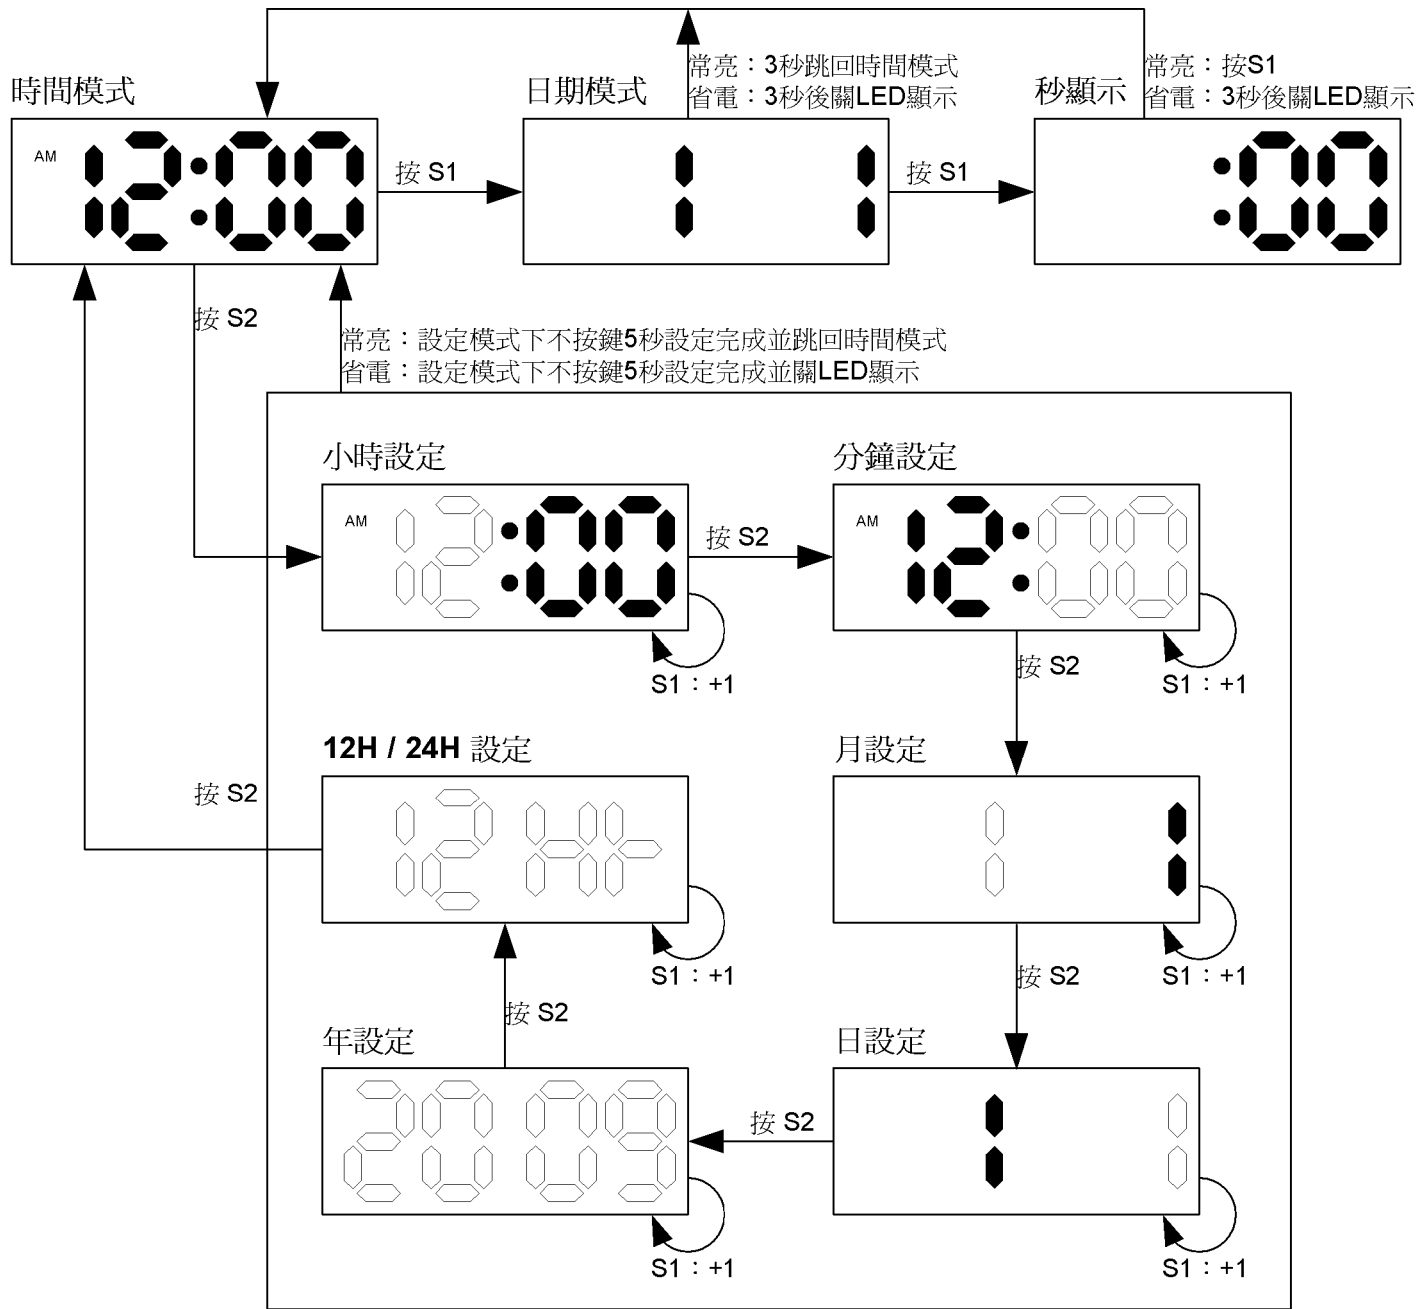 常亮：3秒跳回時間模式
省電：3秒後關LED顯示
常亮：按S1
省電：3秒後關LED顯示
時間模式
日期模式
秒顯示
AM 12:00
按 S1
1 1
按 S1
:00
按 S2
常亮：設定模式下不按鍵5秒設定完成並跳回時間模式
省電：設定模式下不按鍵5秒設定完成並關LED顯示
小時設定
分鐘設定
AM 12:00
按 S2
AM 12:00
S1：+1
按 S2
S1：+1
12H / 24H 設定
月設定
按 S2
12 Hr
1 1
S1：+1
按 S2
S1：+1
按 S2
年設定
日設定
2009
按 S2
1 1
S1：+1
S1：+1